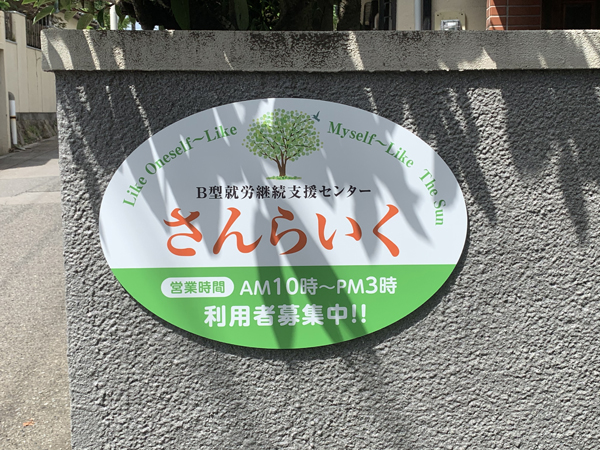 Like Oneself～Like Myself～Like The Sun
B型就労継続支援センター
さんらいく
営業時間 AM10時～PM3時
利用者募集中!!